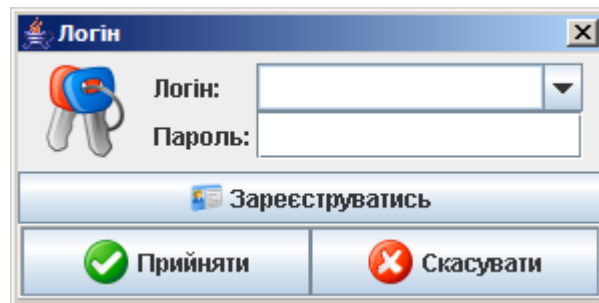 Логін
Логін:
Пароль:
Зареєструватись
Прийняти Скасувати